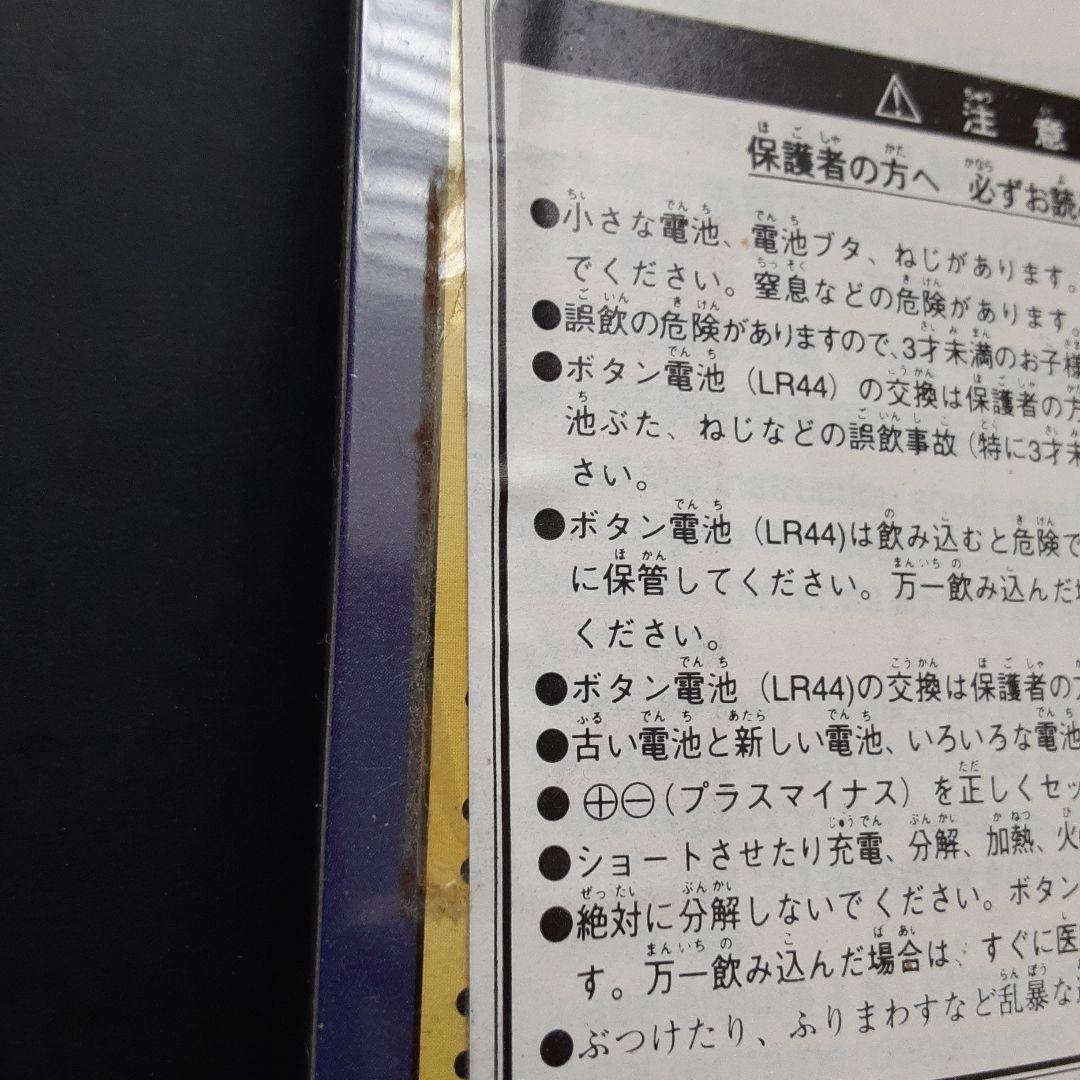 ⚠ 注意
保護者の方へ 必ずお読
●小さな電池、電池ブタ、ねじがあります。
でください。窒息などの危険があります。
●誤飲の危険がありますので、3才未満のお子様
●ボタン電池（LR44）の交換は保護者の方
池ぶた、ねじなどの誤飲事故（特に3才未
さい。
●ボタン電池（LR44)は飲み込むと危険で
に保管してください。万一飲み込んだ場
ください。
●ボタン電池（LR44)の交換は保護者の方
●古い電池と新しい電池、いろいろな電池
●⊕⊖（プラスマイナス）を正しくセッ
●ショートさせたり充電、分解、加熱、火
●絶対に分解しないでください。ボタン
す。万一飲み込んだ場合は、すぐに医
●ぶつけたり、ふりまわすなど乱暴な